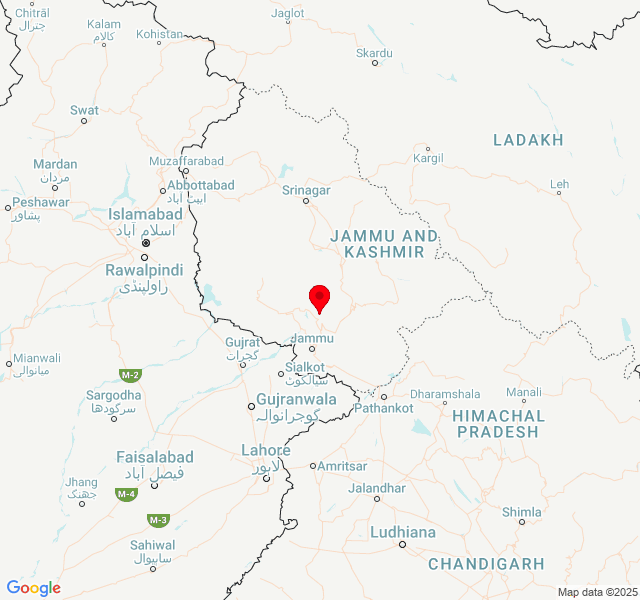 Chitrāl
چترال
Kalam
کالام
Kohistan
Jaglot
Skardu
Swat
LADAKH
Mardan
مردان
Muzaffarabad
Kargil
Abbottabad
ایبٹ آباد
Srinagar
Leh
Peshawar
پشاور
Islamabad
اسلام آباد
JAMMU AND
KASHMIR
Rawalpindi
راولپنڈی
Mianwali
میانوالی
Gujrat
گجرات
Jammu
Sialkot
سیالکوٹ
M-2
Sargodha
سرگودھا
Gujranwala
گوجرانوالہ
Pathankot
Dharamshala
Manali
HIMACHAL
PRADESH
Faisalabad
فیصل آباد
Lahore
لاہور
Amritsar
Jhang
جھنگ
M-4
Jalandhar
M-3
Shimla
Ludhiana
Sahiwal
ساہیوال
CHANDIGARH
Google
Map data ©2025